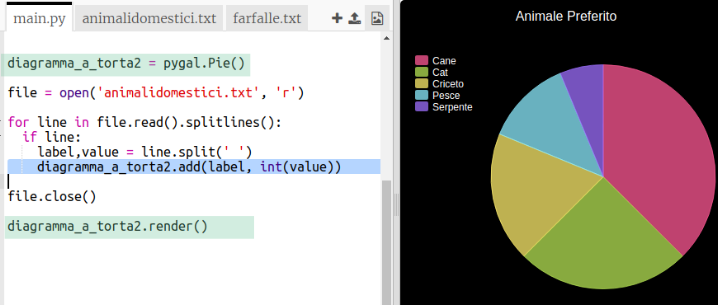 main.py
animalidomestici.txt
farfalle.txt
diagramma_a_torta2 = pygal.Pie()
file = open('animalidomestici.txt', 'r')
for line in file.read().splitlines():
if line:
label,value = line.split(' ')
diagramma_a_torta2.add(label, int(value))
file.close()
diagramma_a_torta2.render()
Animale Preferito
Cane
Cat
Criceto
Pesce
Serpente